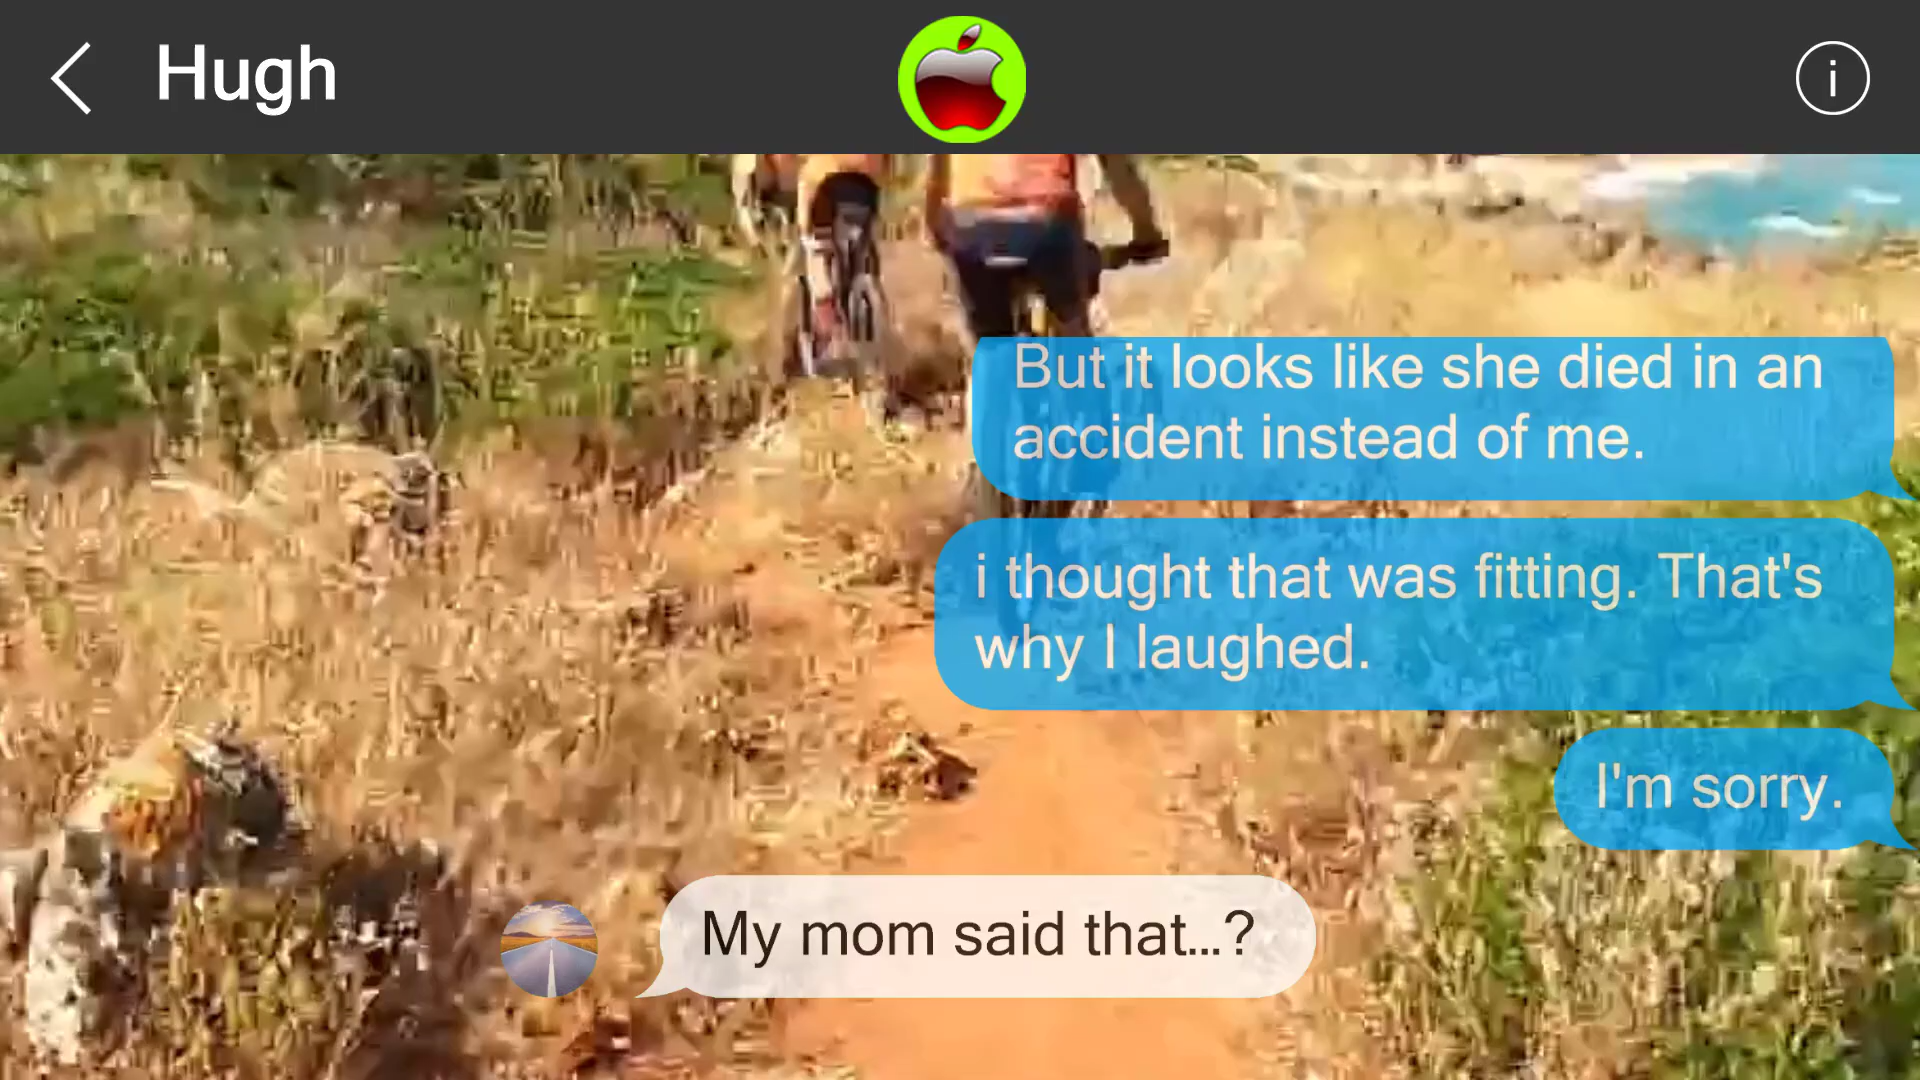 Hugh
i
But it looks like she died in an
accident instead of me.
i thought that was fitting. That's
why I laughed.
I'm sorry.
My mom said that...?